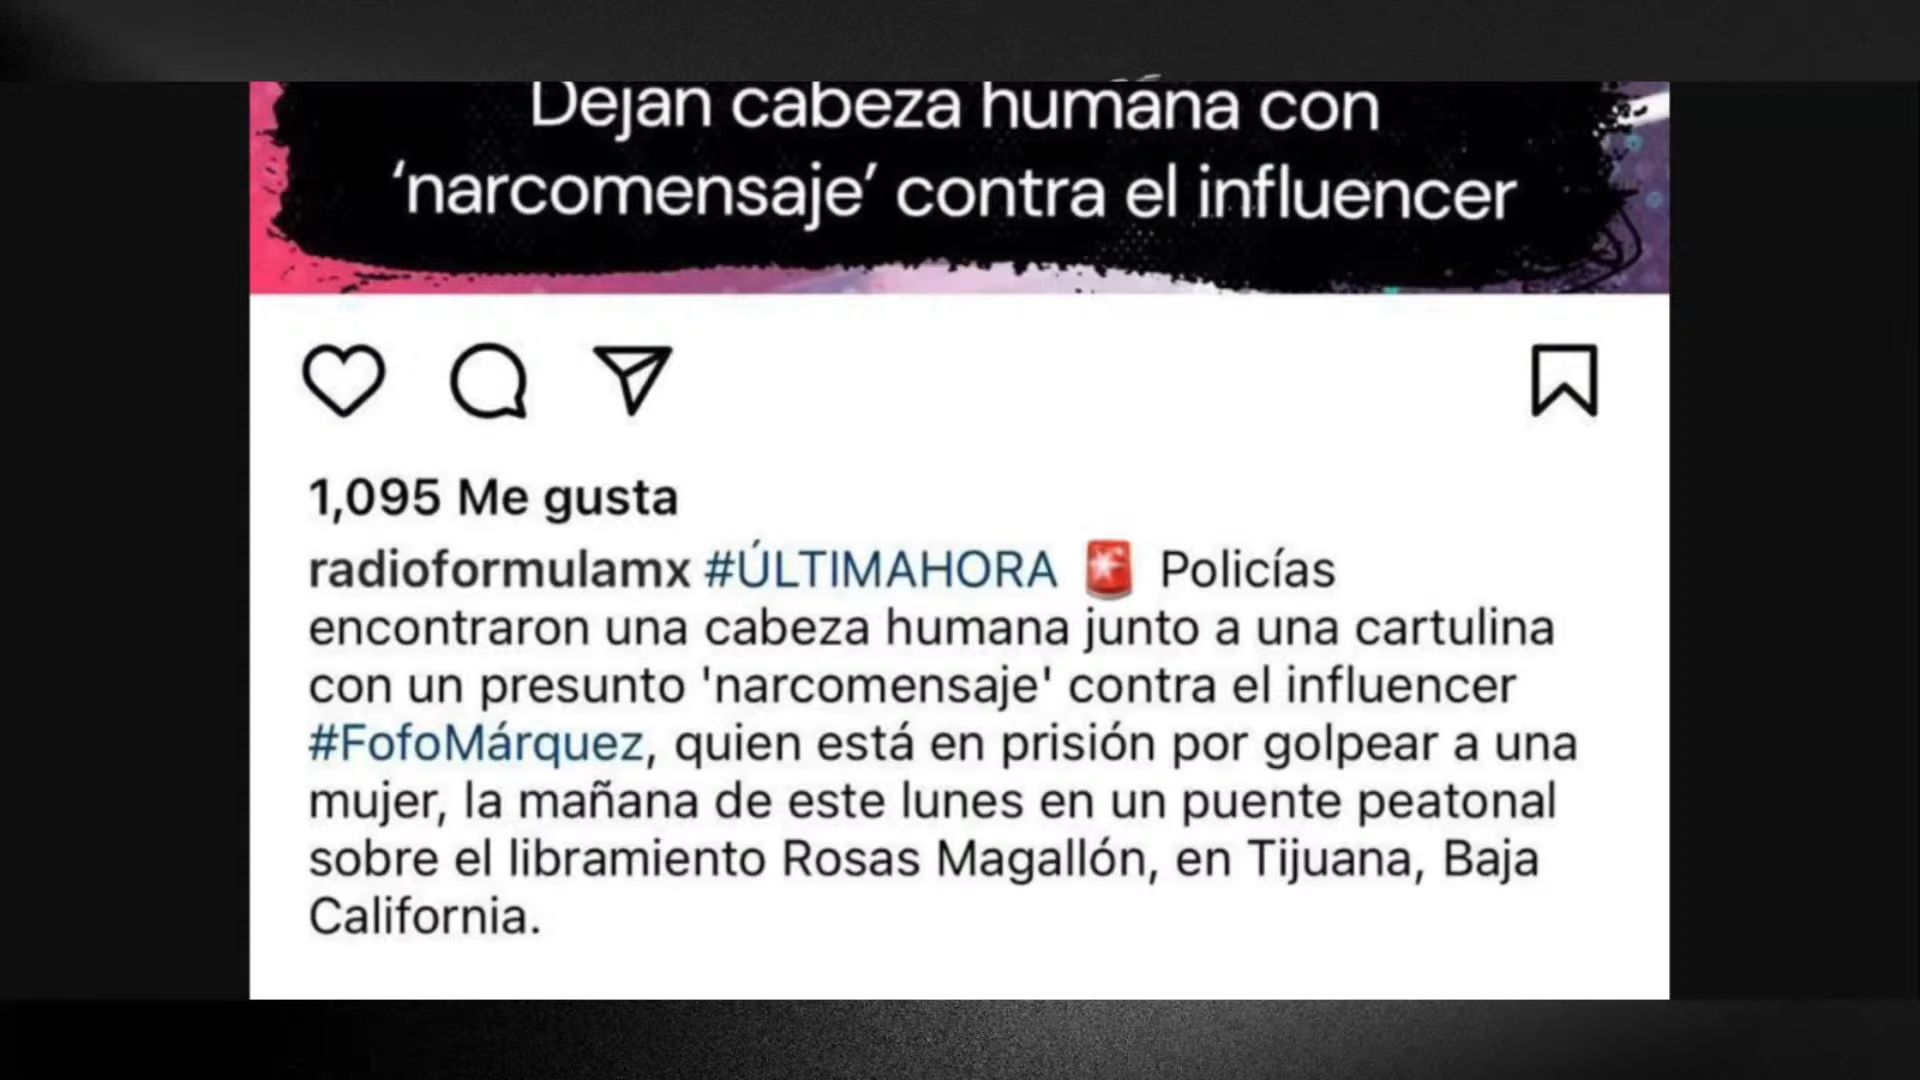 Dejan cabeza humana con
‘narcomensaje’ contra el influencer
1,095 Me gusta
radioformulamx #ÚLTIMAHORA 🚨 Policías
encontraron una cabeza humana junto a una cartulina
con un presunto 'narcomensaje' contra el influencer
#FofoMárquez, quien está en prisión por golpear a una
mujer, la mañana de este lunes en un puente peatonal
sobre el libramiento Rosas Magallón, en Tijuana, Baja
California.